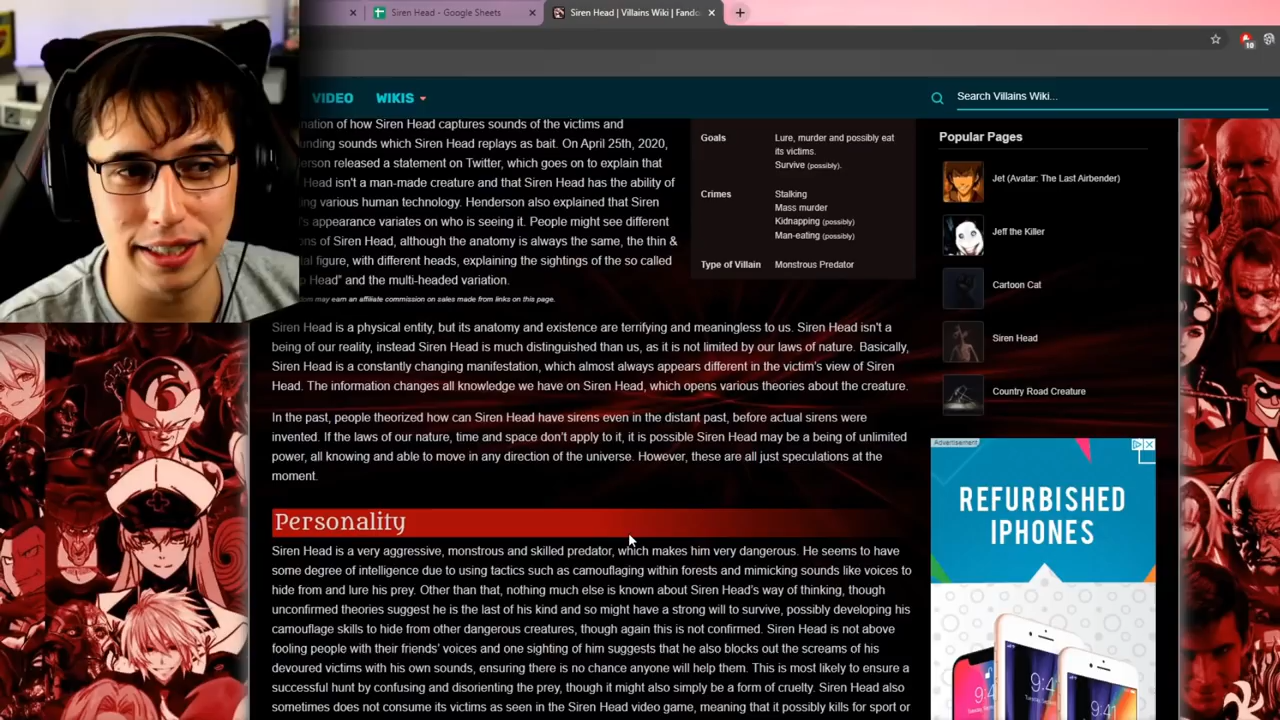 Siren Head - Google Sheets
Siren Head | Villains Wiki | Fando
10
VIDEO
WIKIS
Search Villains Wiki...
of how Siren Head captures sounds of the victims and
sounds which Siren Head replays as bait. On April 25th, 2020,
released a statement on Twitter, which goes on to explain that
Head isn't a man-made creature and that Siren Head has the ability of
various human technology. Henderson also explained that Siren
appearance variates on who is seeing it. People might see different
of Siren Head, although the anatomy is always the same, the thin &
figure, with different heads, explaining the sightings of the so called
Head" and the multi-headed variation.
may earn an affiliate commission on sales made from links on this page.
Goals
Lure, murder and possibly eat
its victims.
Survive (possibly).
Crimes
Stalking
Mass murder
Kidnapping (possibly)
Man-eating (possibly)
Type of Villain
Monstrous Predator
Siren Head is a physical entity, but its anatomy and existence are terrifying and meaningless to us. Siren Head isn't a
being of our reality, instead Siren Head is much distinguished than us, as it is not limited by our laws of nature. Basically,
Siren Head is a constantly changing manifestation, which almost always appears different in the victim's view of Siren
Head. The information changes all knowledge we have on Siren Head, which opens various theories about the creature.
In the past, people theorized how can Siren Head have sirens even in the distant past, before actual sirens were
invented. If the laws of our nature, time and space don't apply to it, it is possible Siren Head may be a being of unlimited
power, all knowing and able to move in any direction of the universe. However, these are all just speculations at the
moment.
Personality
Siren Head is a very aggressive, monstrous and skilled predator, which makes him very dangerous. He seems to have
some degree of intelligence due to using tactics such as camouflaging within forests and mimicking sounds like voices to
hide from and lure his prey. Other than that, nothing much else is known about Siren Head's way of thinking, though
unconfirmed theories suggest he is the last of his kind and so might have a strong will to survive, possibly developing his
camouflage skills to hide from other dangerous creatures, though again this is not confirmed. Siren Head is not above
fooling people with their friends' voices and one sighting of him suggests that he also blocks out the screams of his
devoured victims with his own sounds, ensuring there is no chance anyone will help them. This is most likely to ensure a
successful hunt by confusing and disorienting the prey, though it might also simply be a form of cruelty. Siren Head also
sometimes does not consume its victims as seen in the Siren Head video game, meaning that it possibly kills for sport or
Popular Pages
Jet (Avatar: The Last Airbender)
Jeff the Killer
Cartoon Cat
Siren Head
Country Road Creature
Advertisement
REFURBISHED
IPHONES
9:4
9:41
9:4